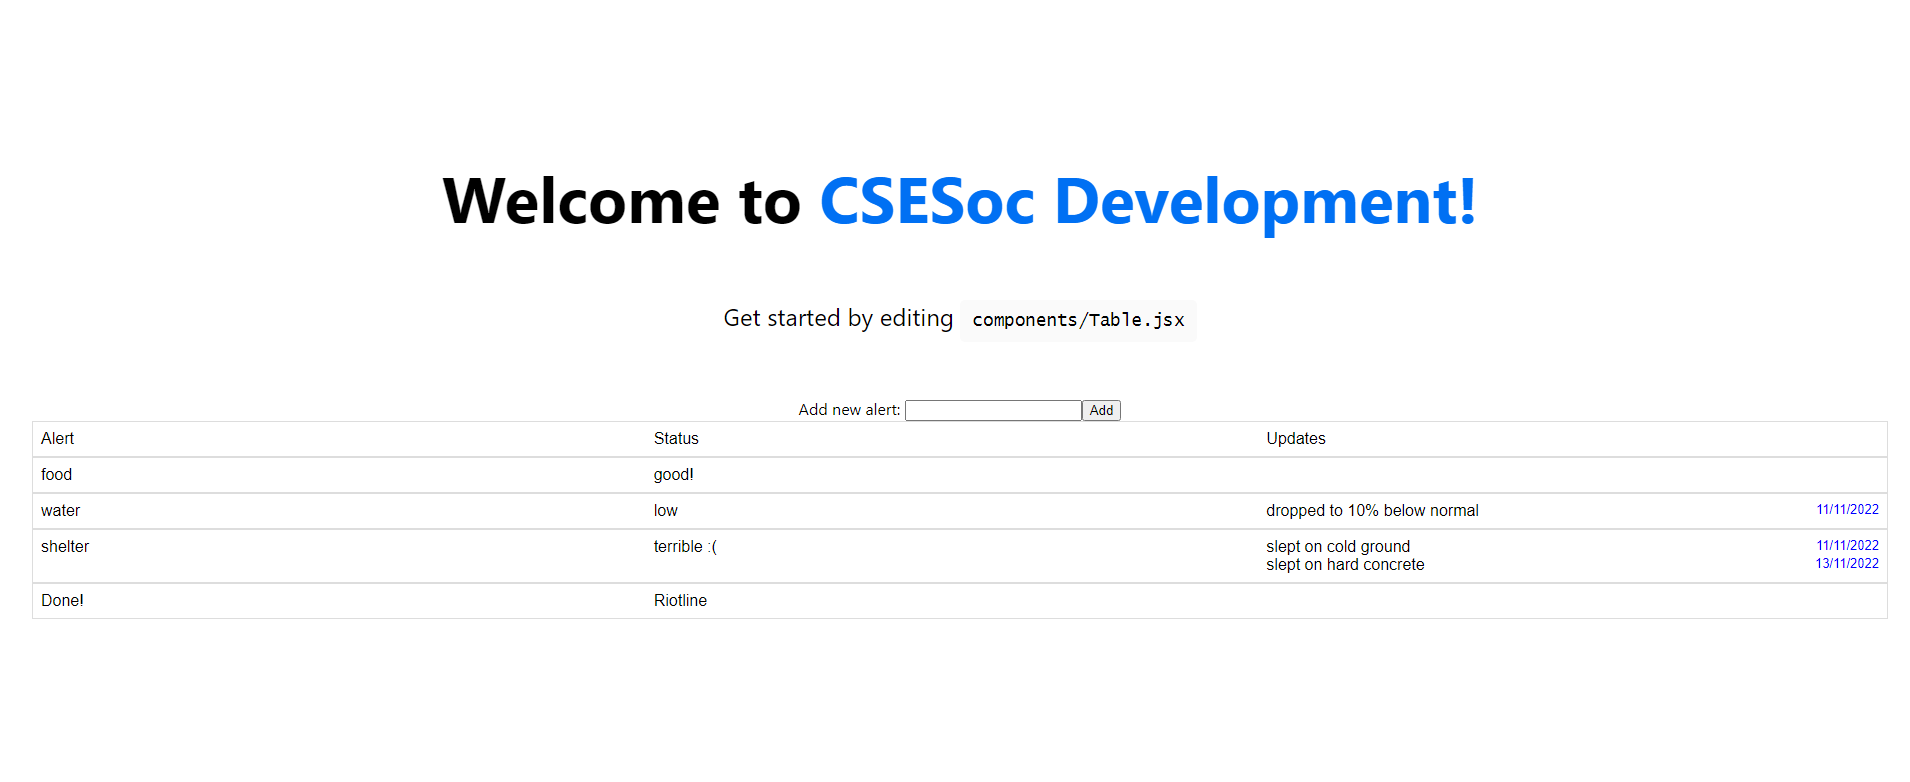 Welcome to CSESoc Development!
Get started by editing components/Table.jsx
Add new alert: Add
Alert Status Updates
food good!
water low dropped to 10% below normal 11/11/2022
shelter terrible :( slept on cold ground 11/11/2022
slept on hard concrete 13/11/2022
Done! Riotline